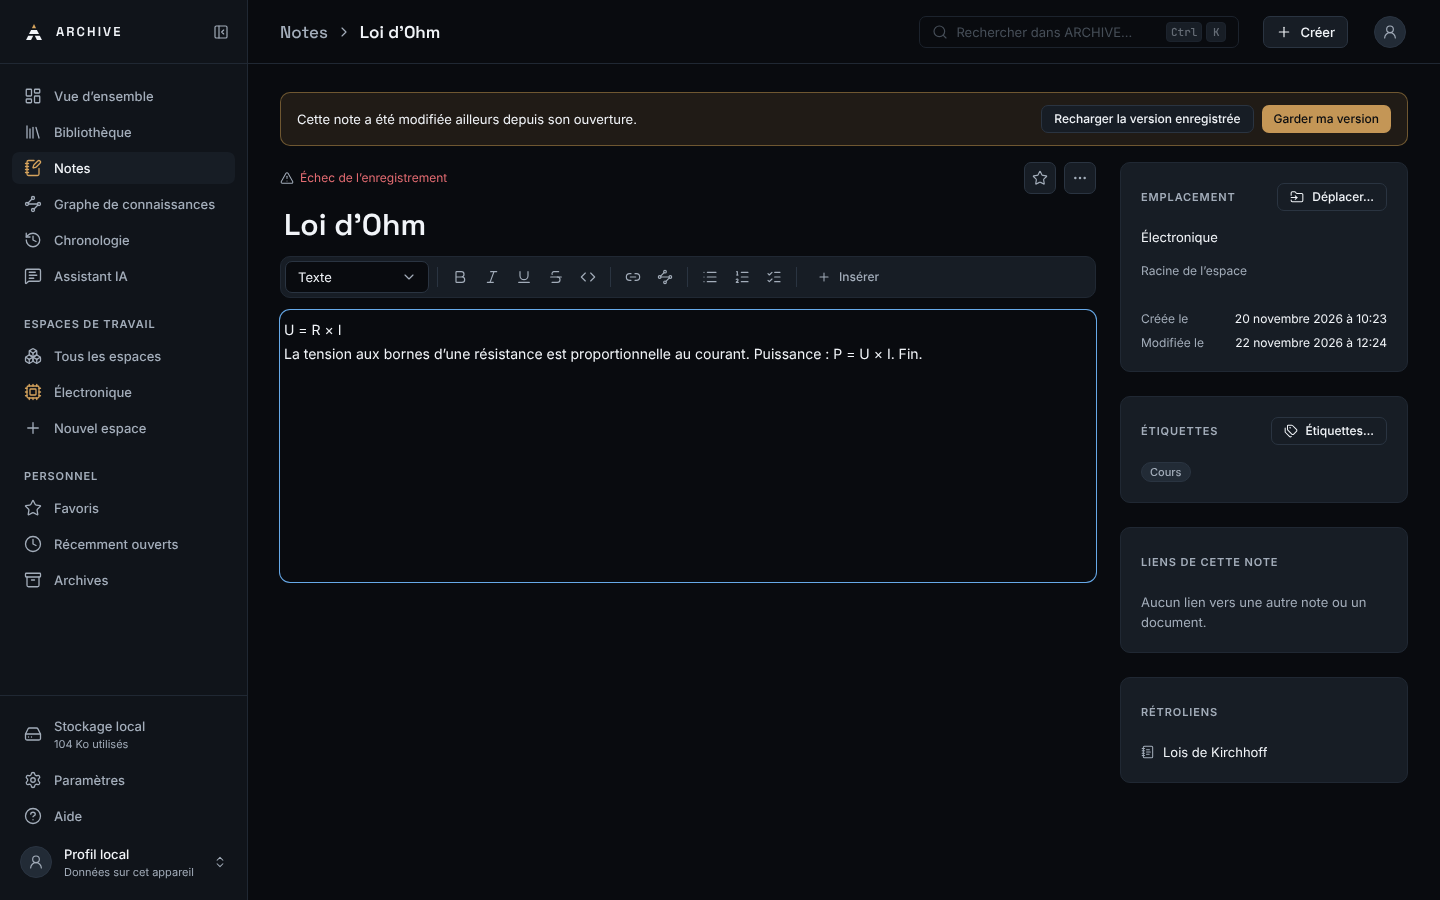 ARCHIVE
Notes > Loi d’Ohm
Rechercher dans ARCHIVE...
Ctrl K
Créer
Vue d’ensemble
Bibliothèque
Notes
Graphe de connaissances
Chronologie
Assistant IA
ESPACES DE TRAVAIL
Tous les espaces
Électronique
Nouvel espace
PERSONNEL
Favoris
Récemment ouverts
Archives
Stockage local
104 Ko utilisés
Paramètres
Aide
Profil local
Données sur cet appareil
Cette note a été modifiée ailleurs depuis son ouverture.
Recharger la version enregistrée
Garder ma version
Échec de l’enregistrement
Loi d’Ohm
Texte
Insérer
U = R × I
La tension aux bornes d’une résistance est proportionnelle au courant. Puissance : P = U × I. Fin.
EMPLACEMENT
Déplacer...
Électronique
Racine de l’espace
Créée le 20 novembre 2026 à 10:23
Modifiée le 22 novembre 2026 à 12:24
ÉTIQUETTES
Étiquettes...
Cours
LIENS DE CETTE NOTE
Aucun lien vers une autre note ou un
document.
RÉTROLIENS
Lois de Kirchhoff